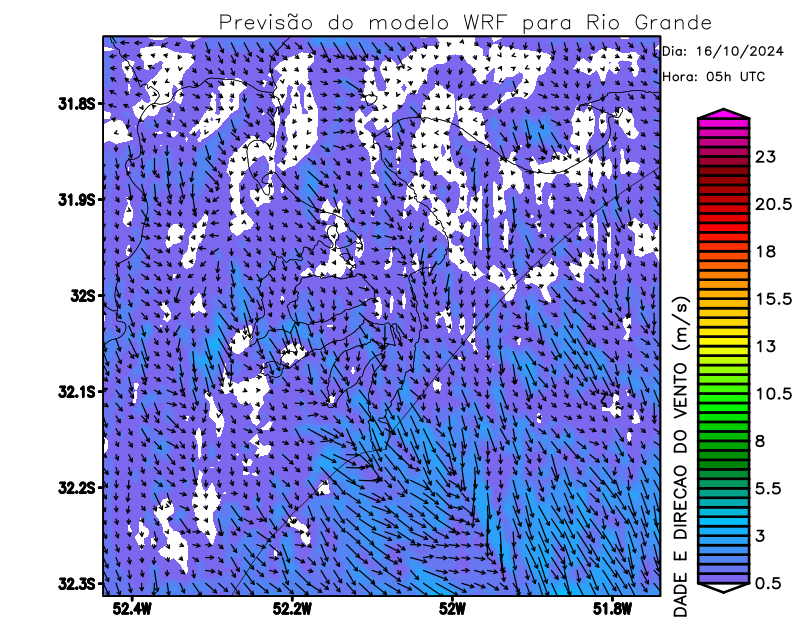 Previsão do modelo WRF para Rio Grande
Dia: 16/10/2024
Hora: 05h UTC
31.8S
31.9S
32S
32.1S
32.2S
32.3S
52.4W
52.2W
52W
51.8W
DADE E DIRECAO DO VENTO (m/s)
23
20.5
18
15.5
13
10.5
8
5.5
3
0.5